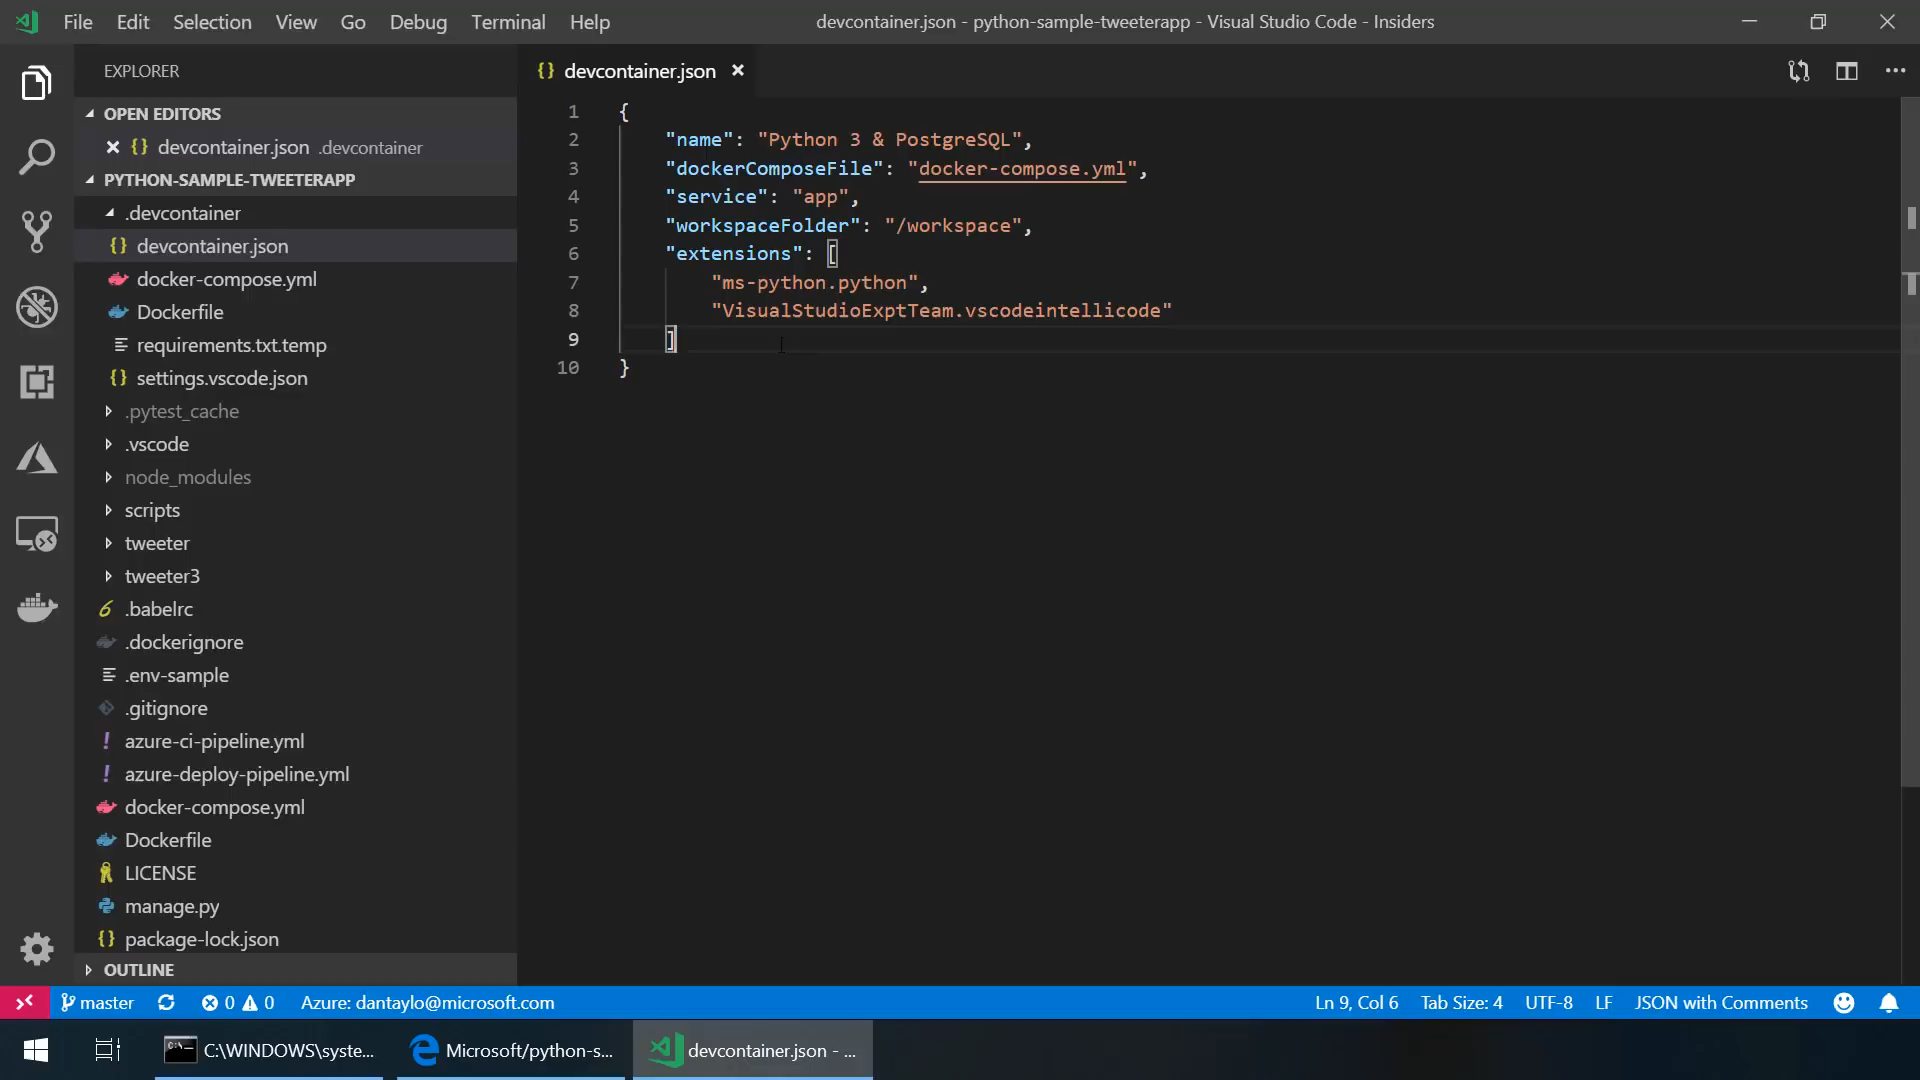 File Edit Selection View Go Debug Terminal Help
devcontainer.json - python-sample-tweeterapp - Visual Studio Code - Insiders
EXPLORER
OPEN EDITORS
{} devcontainer.json .devcontainer
PYTHON-SAMPLE-TWEETERAPP
.devcontainer
{} devcontainer.json
docker-compose.yml
Dockerfile
requirements.txt.temp
{} settings.vscode.json
.pytest_cache
.vscode
node_modules
scripts
tweeter
tweeter3
.babelrc
.dockerignore
.env-sample
.gitignore
! azure-ci-pipeline.yml
! azure-deploy-pipeline.yml
docker-compose.yml
Dockerfile
LICENSE
manage.py
{} package-lock.json
OUTLINE
{} devcontainer.json
1 {
2 "name": "Python 3 & PostgreSQL",
3 "dockerComposeFile": "docker-compose.yml",
4 "service": "app",
5 "workspaceFolder": "/workspace",
6 "extensions": [
7 "ms-python.python",
8 "VisualStudioExptTeam.vscodeintellicode"
9 ]
10 }
master 0 0 Azure: dantaylo@microsoft.com Ln 9, Col 6 Tab Size: 4 UTF-8 LF JSON with Comments
C:\WINDOWS\syste... Microsoft/python-s... devcontainer.json - ...